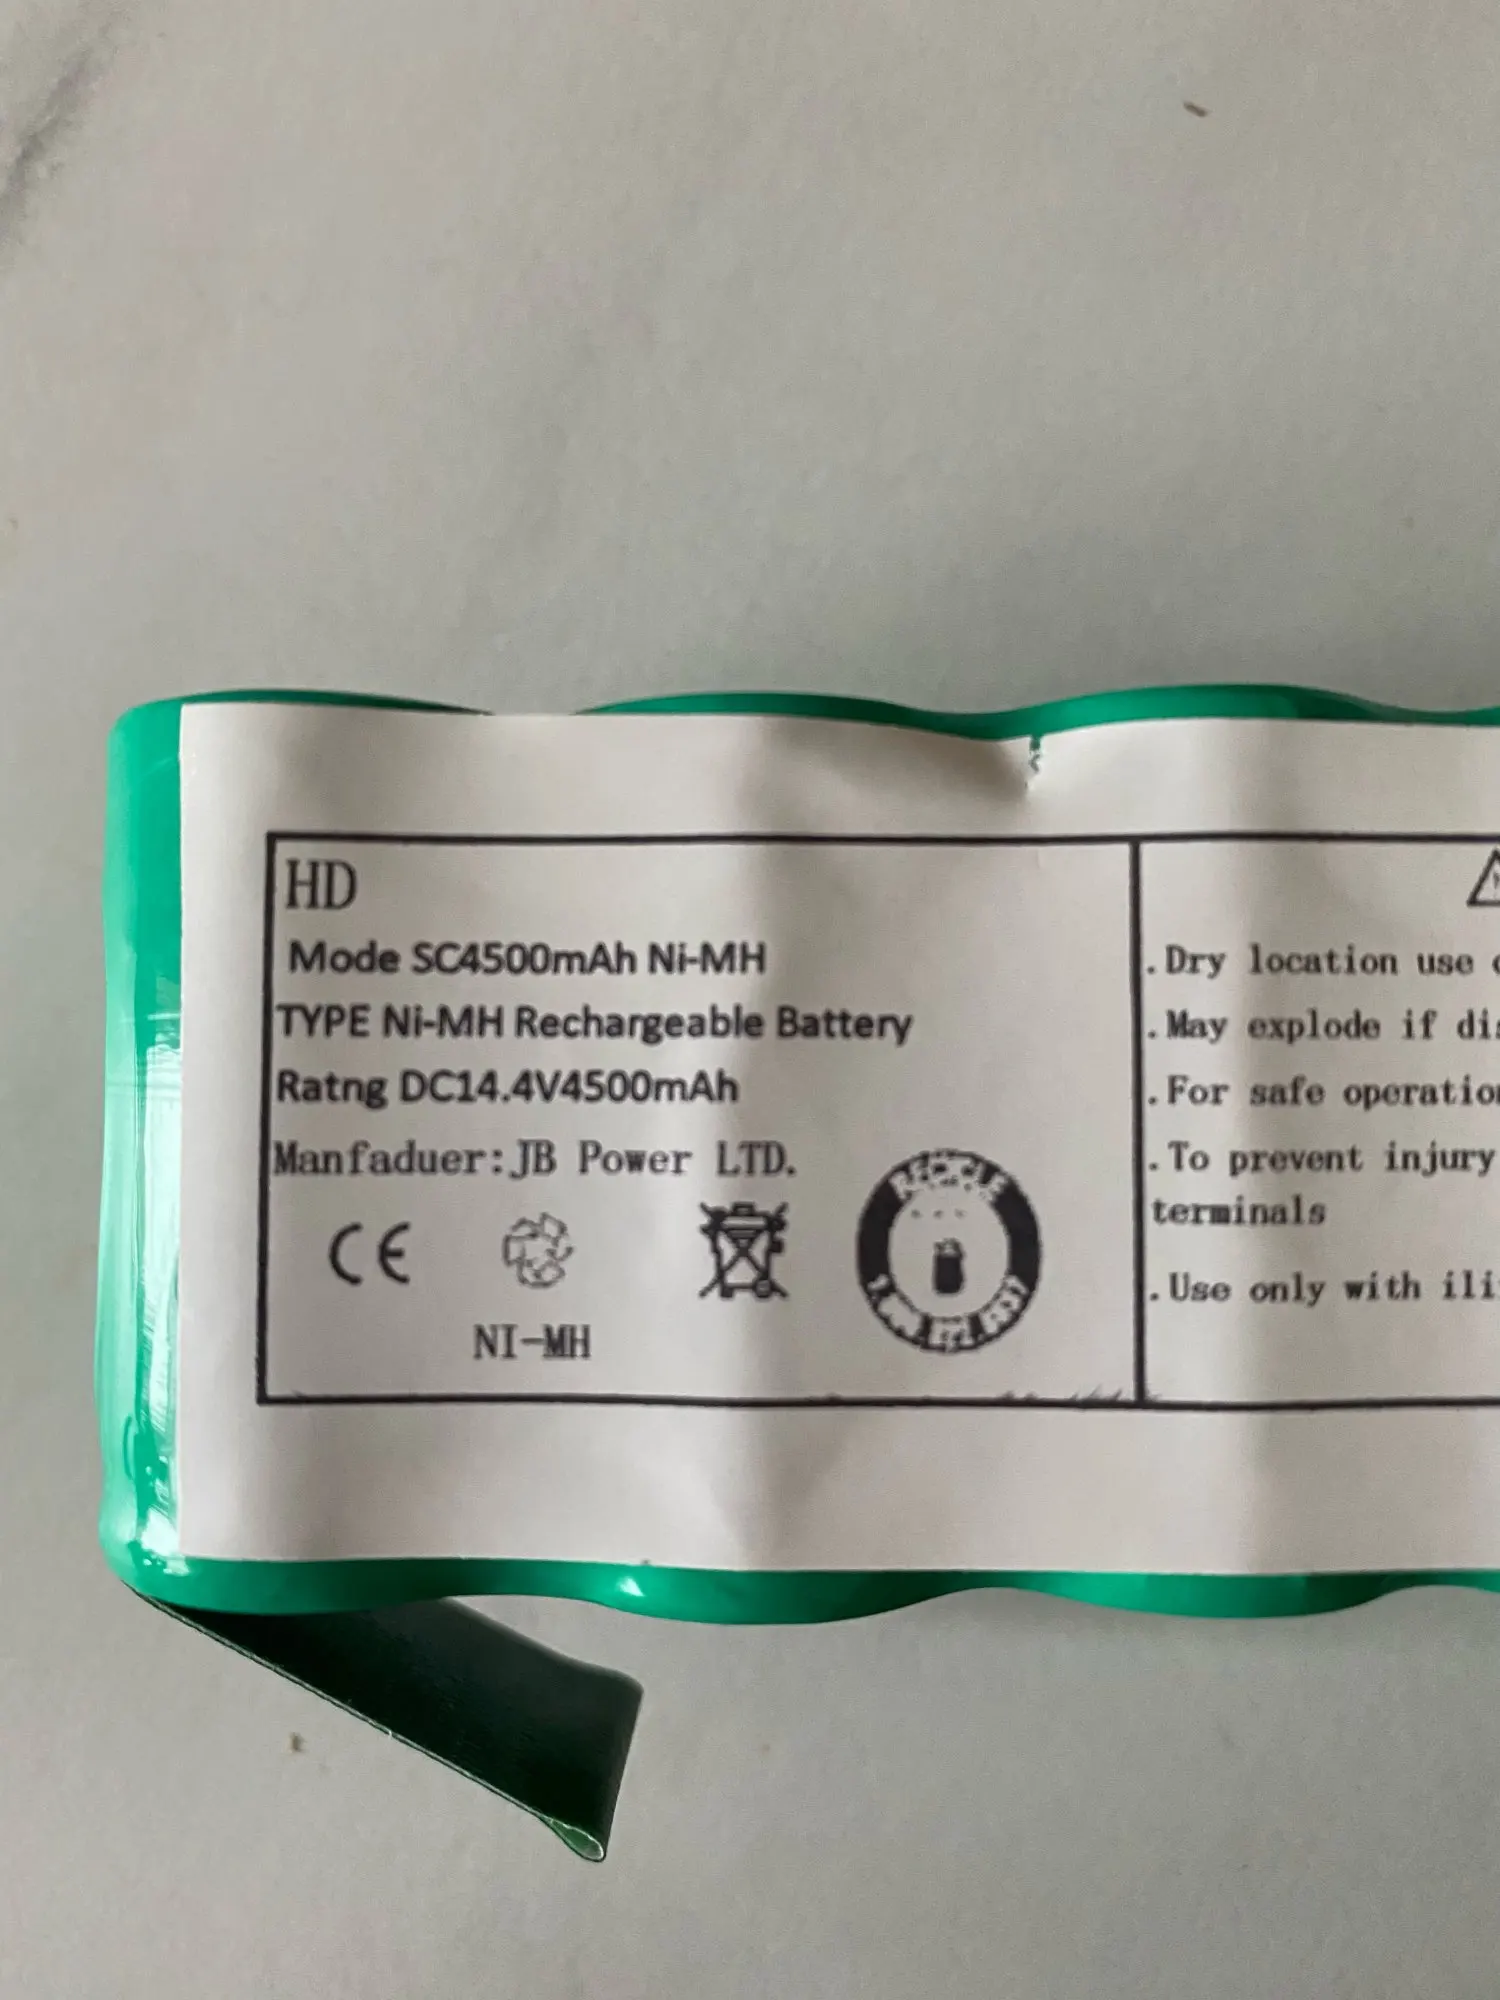 HD
Mode SC4500mAh Ni-MH
TYPE Ni-MH Rechargeable Battery
Ratng DC14.4V4500mAh
Manfaduer:JB Power LTD.
CE
NI-MH
RECYCLE
.Dry location use
.May explode if
.For safe
.To prevent injury
terminals
.Use only with